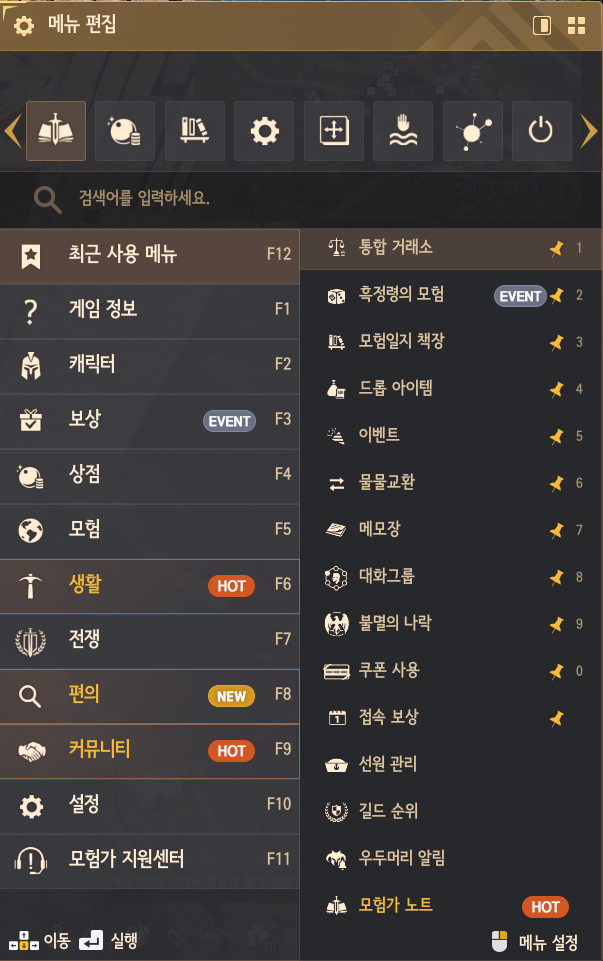 메뉴 편집
검색어를 입력하세요.
최근 사용 메뉴 F12
게임 정보 F1
캐릭터 F2
보상 EVENT F3
상점 F4
모험 F5
생활 HOT F6
전쟁 F7
편의 NEW F8
커뮤니티 HOT F9
설정 F10
모험가 지원센터 F11
이동 실행
통합 거래소 1
흑정령의 모험 EVENT 2
모험일지 책장 3
드롭 아이템 4
이벤트 5
물물교환 6
메모장 7
대화그룹 8
불멸의 나락 9
쿠폰 사용 0
접속 보상
선원 관리
길드 순위
우두머리 알림
모험가 노트 HOT
메뉴 설정